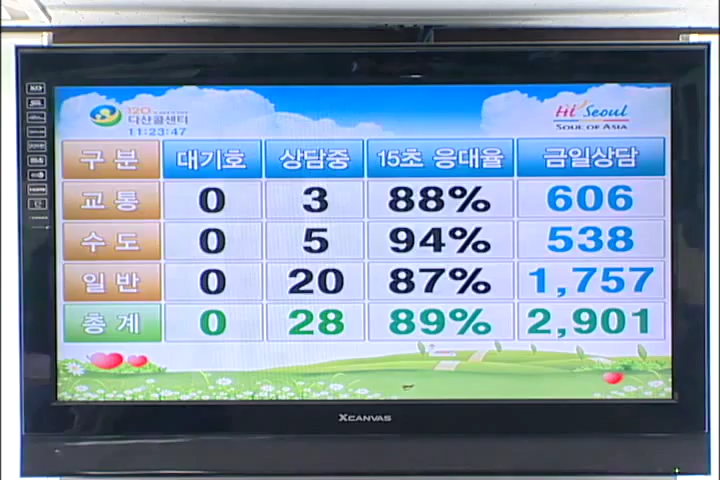 120
다산콜센터
11:23:47
Hi Seoul
SOUL OF ASIA
구분 대기호 상담중 15초 응대율 금일상담
교통 0 3 88% 606
수도 0 5 94% 538
일반 0 20 87% 1,757
총계 0 28 89% 2,901
XCANVAS